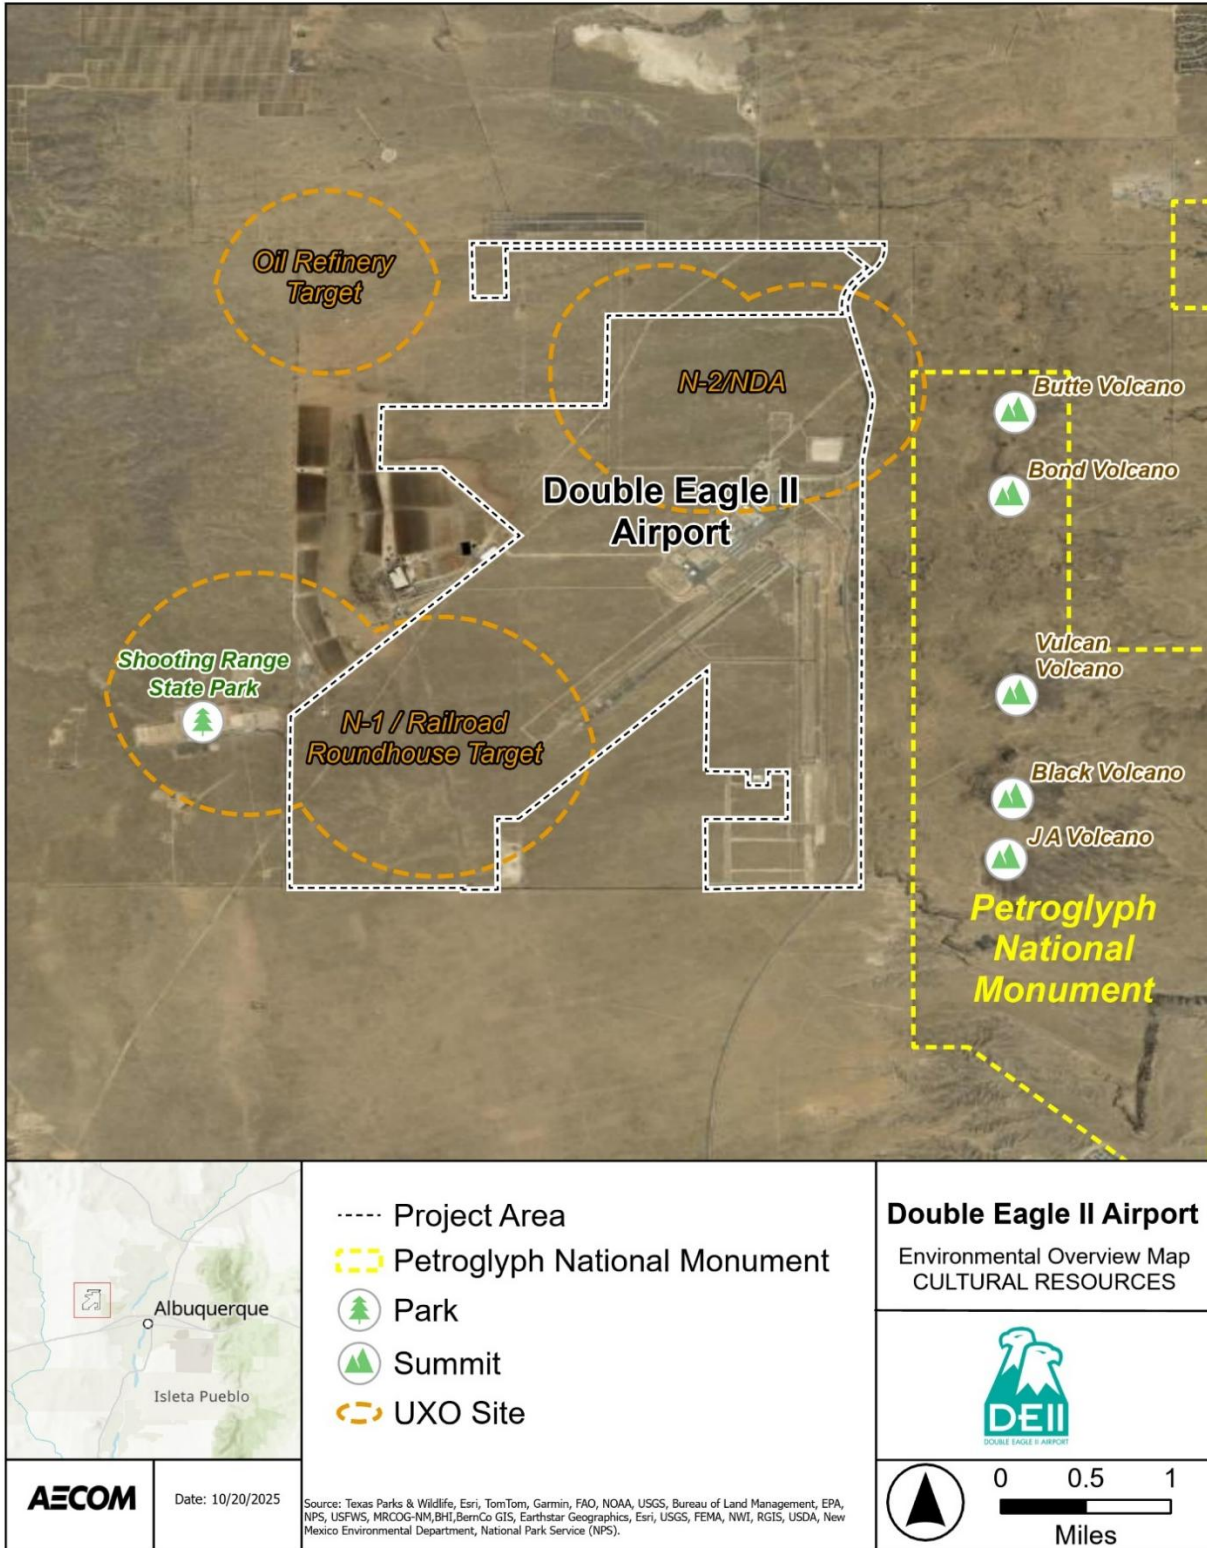 Oil Refinery
Target
N-2/NDA
Butte Volcano
Bond Volcano
Double Eagle II
Airport
Vulcan
Volcano
Shooting Range
State Park
N-1 / Railroad
Roundhouse Target
Black Volcano
J A Volcano
Petroglyph
National
Monument
Albuquerque
Isleta Pueblo
Project Area
Petroglyph National Monument
Park
Summit
UXO Site
Double Eagle II Airport
Environmental Overview Map
CULTURAL RESOURCES
DEII
DOUBLE EAGLE II AIRPORT
AECOM
Date: 10/20/2025
Source: Texas Parks & Wildlife, Esri, TomTom, Garmin, FAO, NOAA, USGS, Bureau of Land Management, EPA,
NPS, USFWS, MRCOG-NM,BHI,BernCo GIS, Earthstar Geographics, Esri, USGS, FEMA, NWI, RGIS, USDA, New
Mexico Environmental Department, National Park Service (NPS).
0 0.5 1
Miles